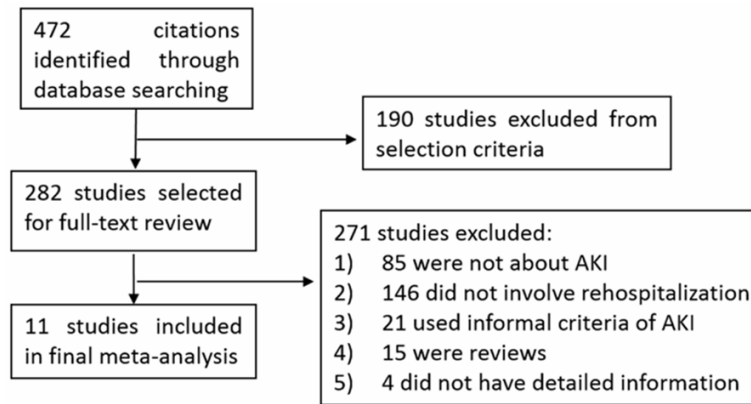 472 citations
identified through
database searching
190 studies excluded from
selection criteria
282 studies selected
for full-text review
271 studies excluded:
1) 85 were not about AKI
2) 146 did not involve rehospitalization
3) 21 used informal criteria of AKI
4) 15 were reviews
5) 4 did not have detailed information
11 studies included
in final meta-analysis